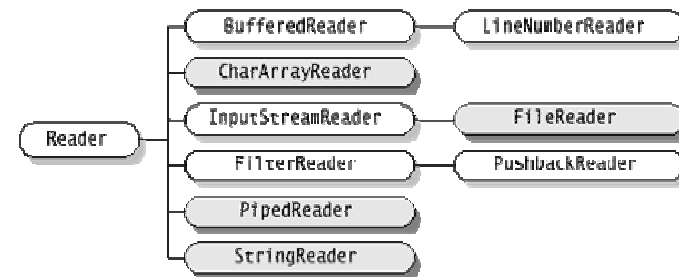 BufferedReader
LineNumberReader
CharArrayReader
InputStreamReader
FileReader
Reader
FilterReader
PushbackReader
PipedReader
StringReader